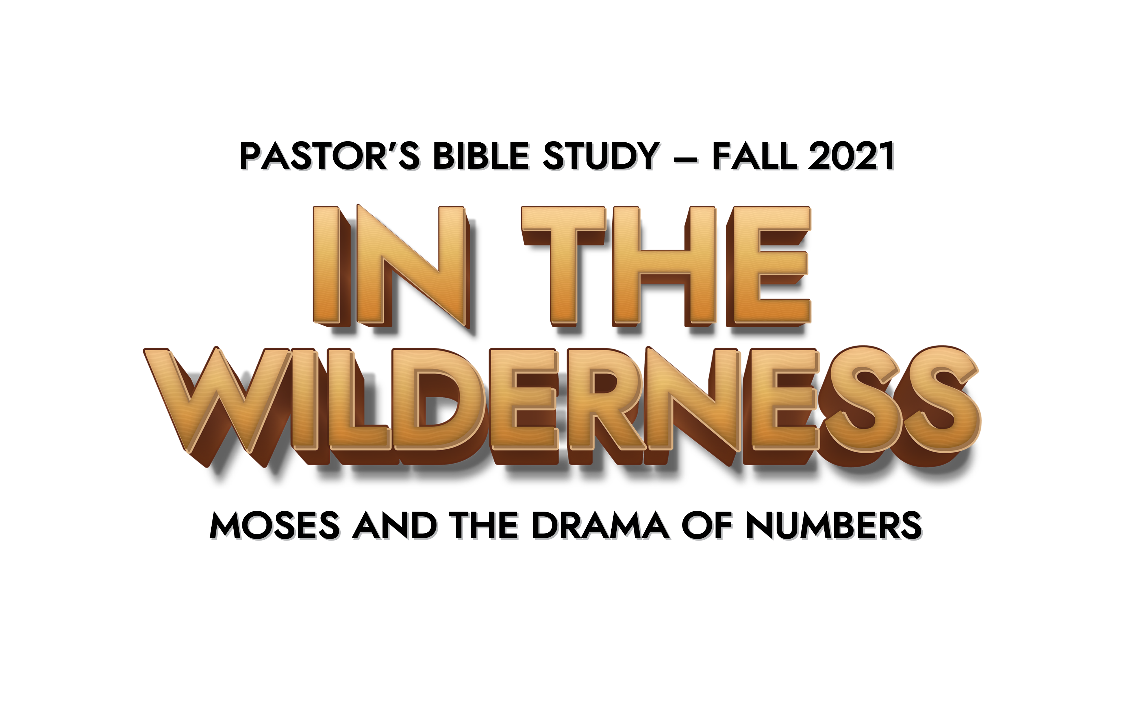 PASTOR’S BIBLE STUDY – FALL 2021
IN THE
WILDERNESS
MOSES AND THE DRAMA OF NUMBERS